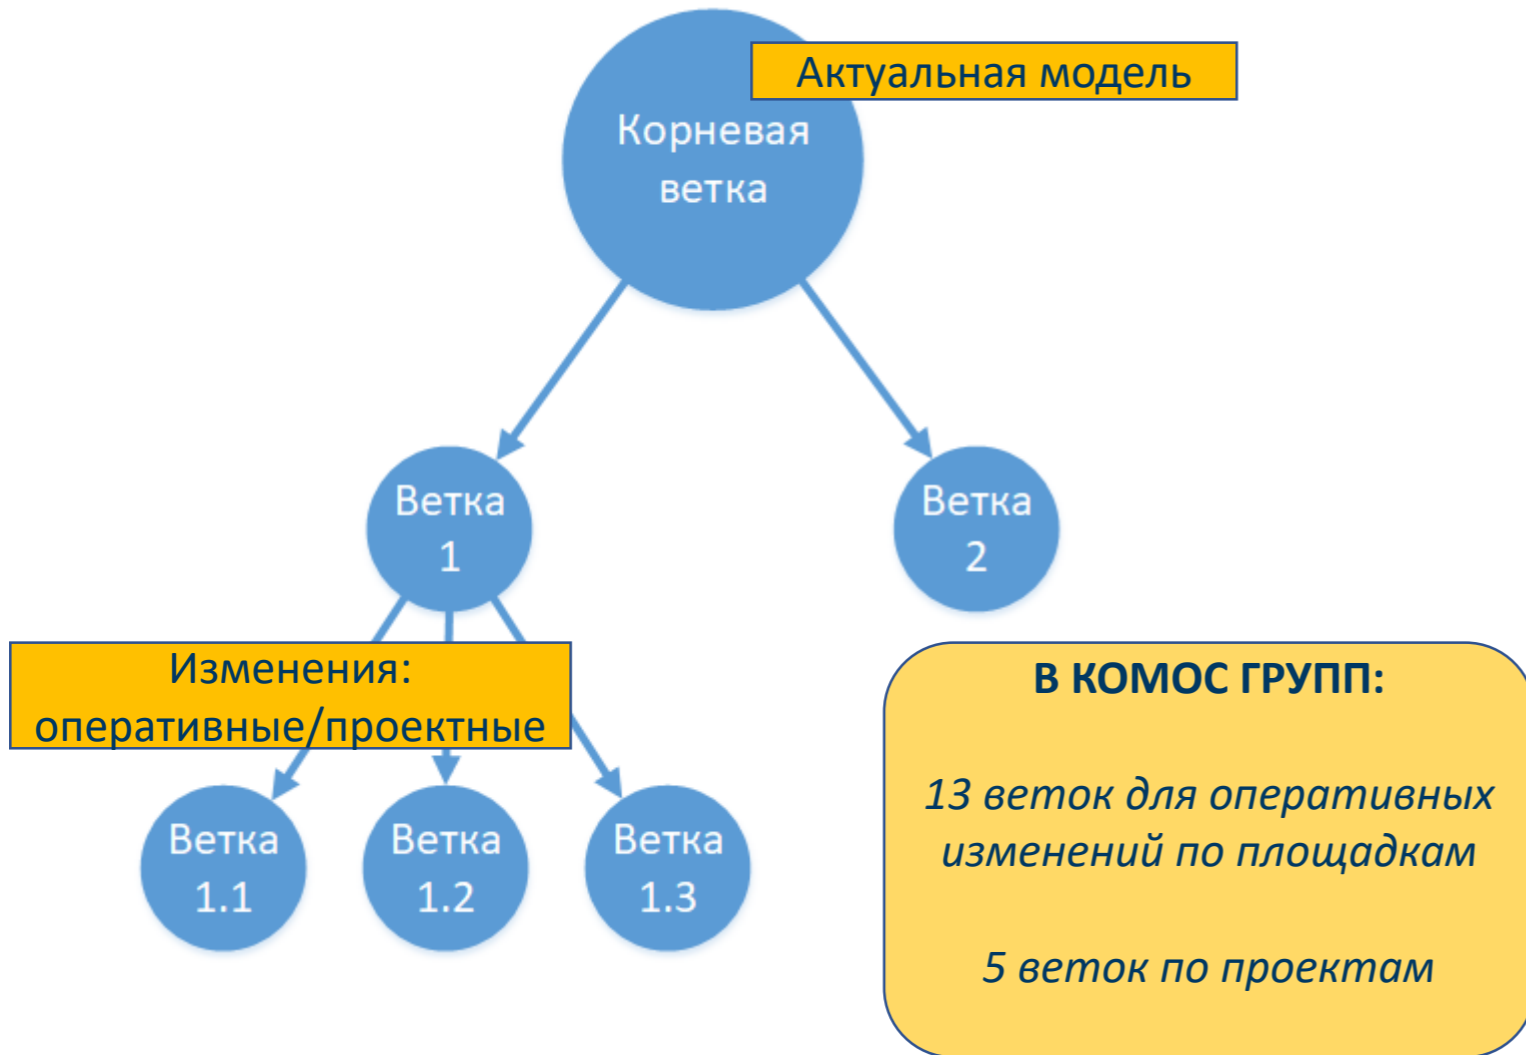 Актуальная модель
Корневая
ветка
Ветка
1
Ветка
2
Изменения:
оперативные/проектные
Ветка
1.1
Ветка
1.2
Ветка
1.3
В КОМОС ГРУПП:
13 веток для оперативных
изменений по площадкам
5 веток по проектам